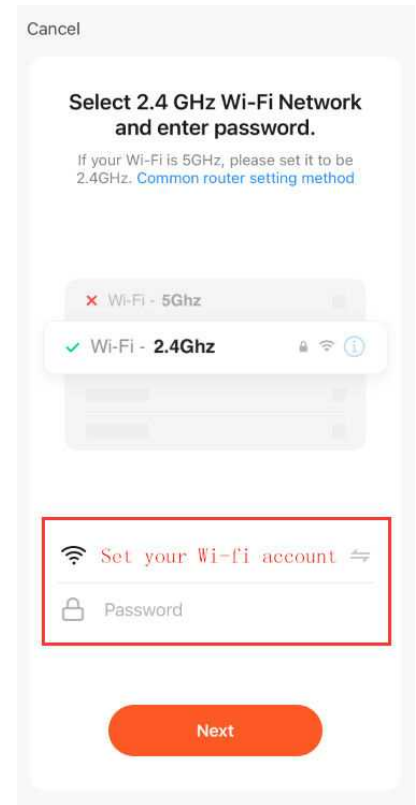 Cancel
Select 2.4 GHz Wi-Fi Network
and enter password.
If your Wi-Fi is 5GHz, please set it to be
2.4GHz. Common router setting method
Wi-Fi - 5Ghz
Wi-Fi - 2.4Ghz
Set your Wi-fi account
Password
Next